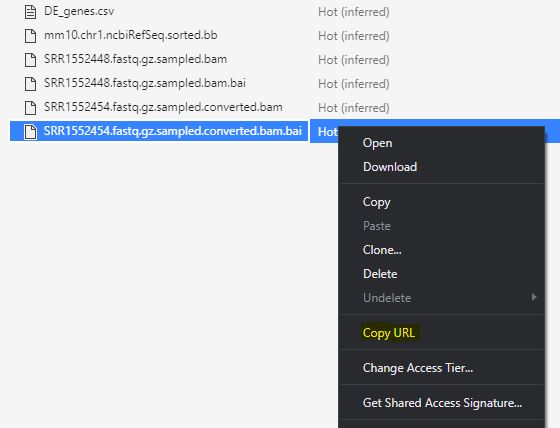 DE_genes.csv Hot (inferred)
mm10.chr1.ncbiRefSeq.sorted.bb Hot (inferred)
SRR1552448.fastq.gz.sampled.bam Hot (inferred)
SRR1552448.fastq.gz.sampled.bam.bai Hot (inferred)
SRR1552454.fastq.gz.sampled.converted.bam Hot (inferred)
SRR1552454.fastq.gz.sampled.converted.bam.bai Hot
Open
Download
Copy
Paste
Clone...
Delete
Undelete
Copy URL
Change Access Tier...
Get Shared Access Signature...